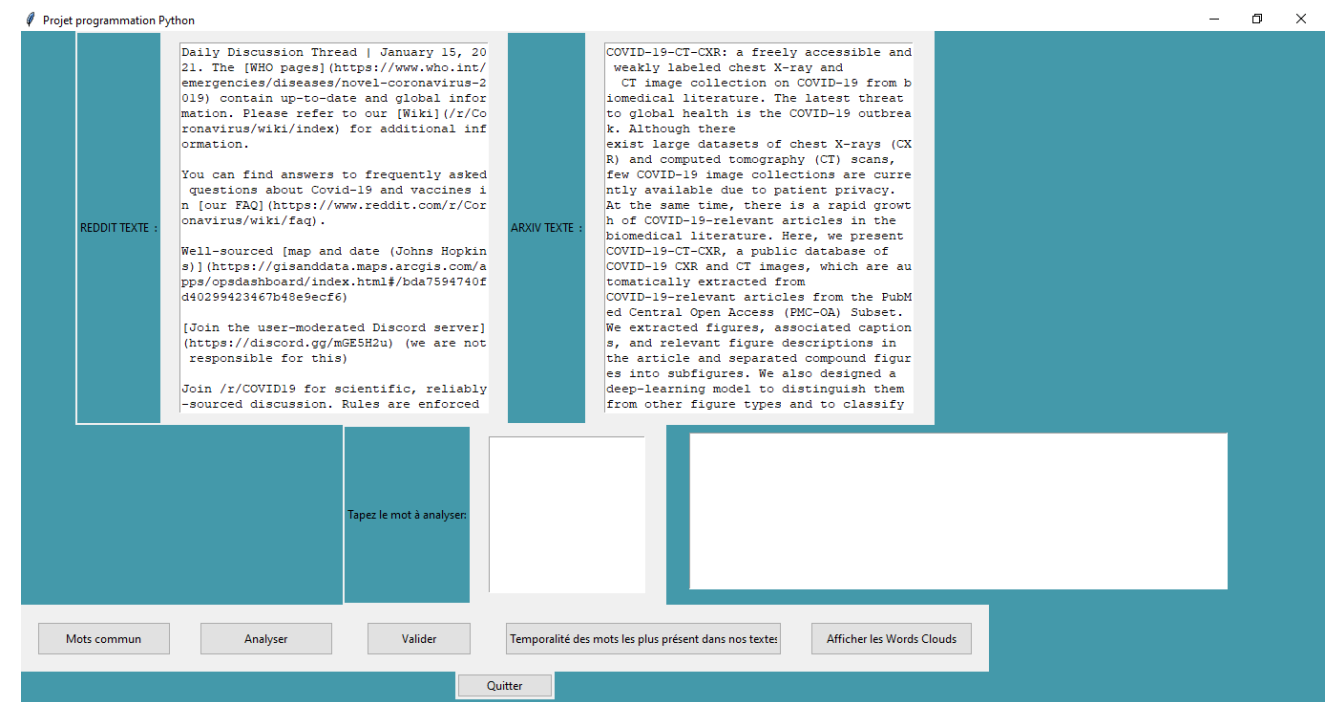 Projet programmation Python
REDDIT TEXTE :
Daily Discussion Thread | January 15, 20
21. The [WHO pages](https://www.who.int/
emergencies/diseases/novel-coronavirus-2
019) contain up-to-date and global infor
mation. Please refer to our [Wiki](/r/Co
ronavirus/wiki/index) for additional inf
ormation.
You can find answers to frequently asked
questions about Covid-19 and vaccines i
n [our FAQ](https://www.reddit.com/r/Cor
onavirus/wiki/faq).
Well-sourced [map and date (Johns Hopkin
s)](https://gisanddata.maps.arcgis.com/a
pps/opsdashboard/index.html#/bda7594740f
d40299423467b48e9ecf6)
[Join the user-moderated Discord server]
(https://discord.gg/mGE5H2u) (we are not
responsible for this)
Join /r/COVID19 for scientific, reliably
-sourced discussion. Rules are enforced
ARXIV TEXTE :
COVID-19-CT-CXR: a freely accessible and
weakly labeled chest X-ray and
CT image collection on COVID-19 from b
iomedical literature. The latest threat
to global health is the COVID-19 outbrea
k. Although there
exist large datasets of chest X-rays (CX
R) and computed tomography (CT) scans,
few COVID-19 image collections are curre
ntly available due to patient privacy.
At the same time, there is a rapid growt
h of COVID-19-relevant articles in the
biomedical literature. Here, we present
COVID-19-CT-CXR, a public database of
COVID-19 CXR and CT images, which are au
tomatically extracted from
COVID-19-relevant articles from the PubM
ed Central Open Access (PMC-OA) Subset.
We extracted figures, associated caption
s, and relevant figure descriptions in
the article and separated compound figur
es into subfigures. We also designed a
deep-learning model to distinguish them
from other figure types and to classify
Tapez le mot à analyser:
Mots commun
Analyser
Valider
Temporalité des mots les plus présent dans nos textes
Afficher les Words Clouds
Quitter